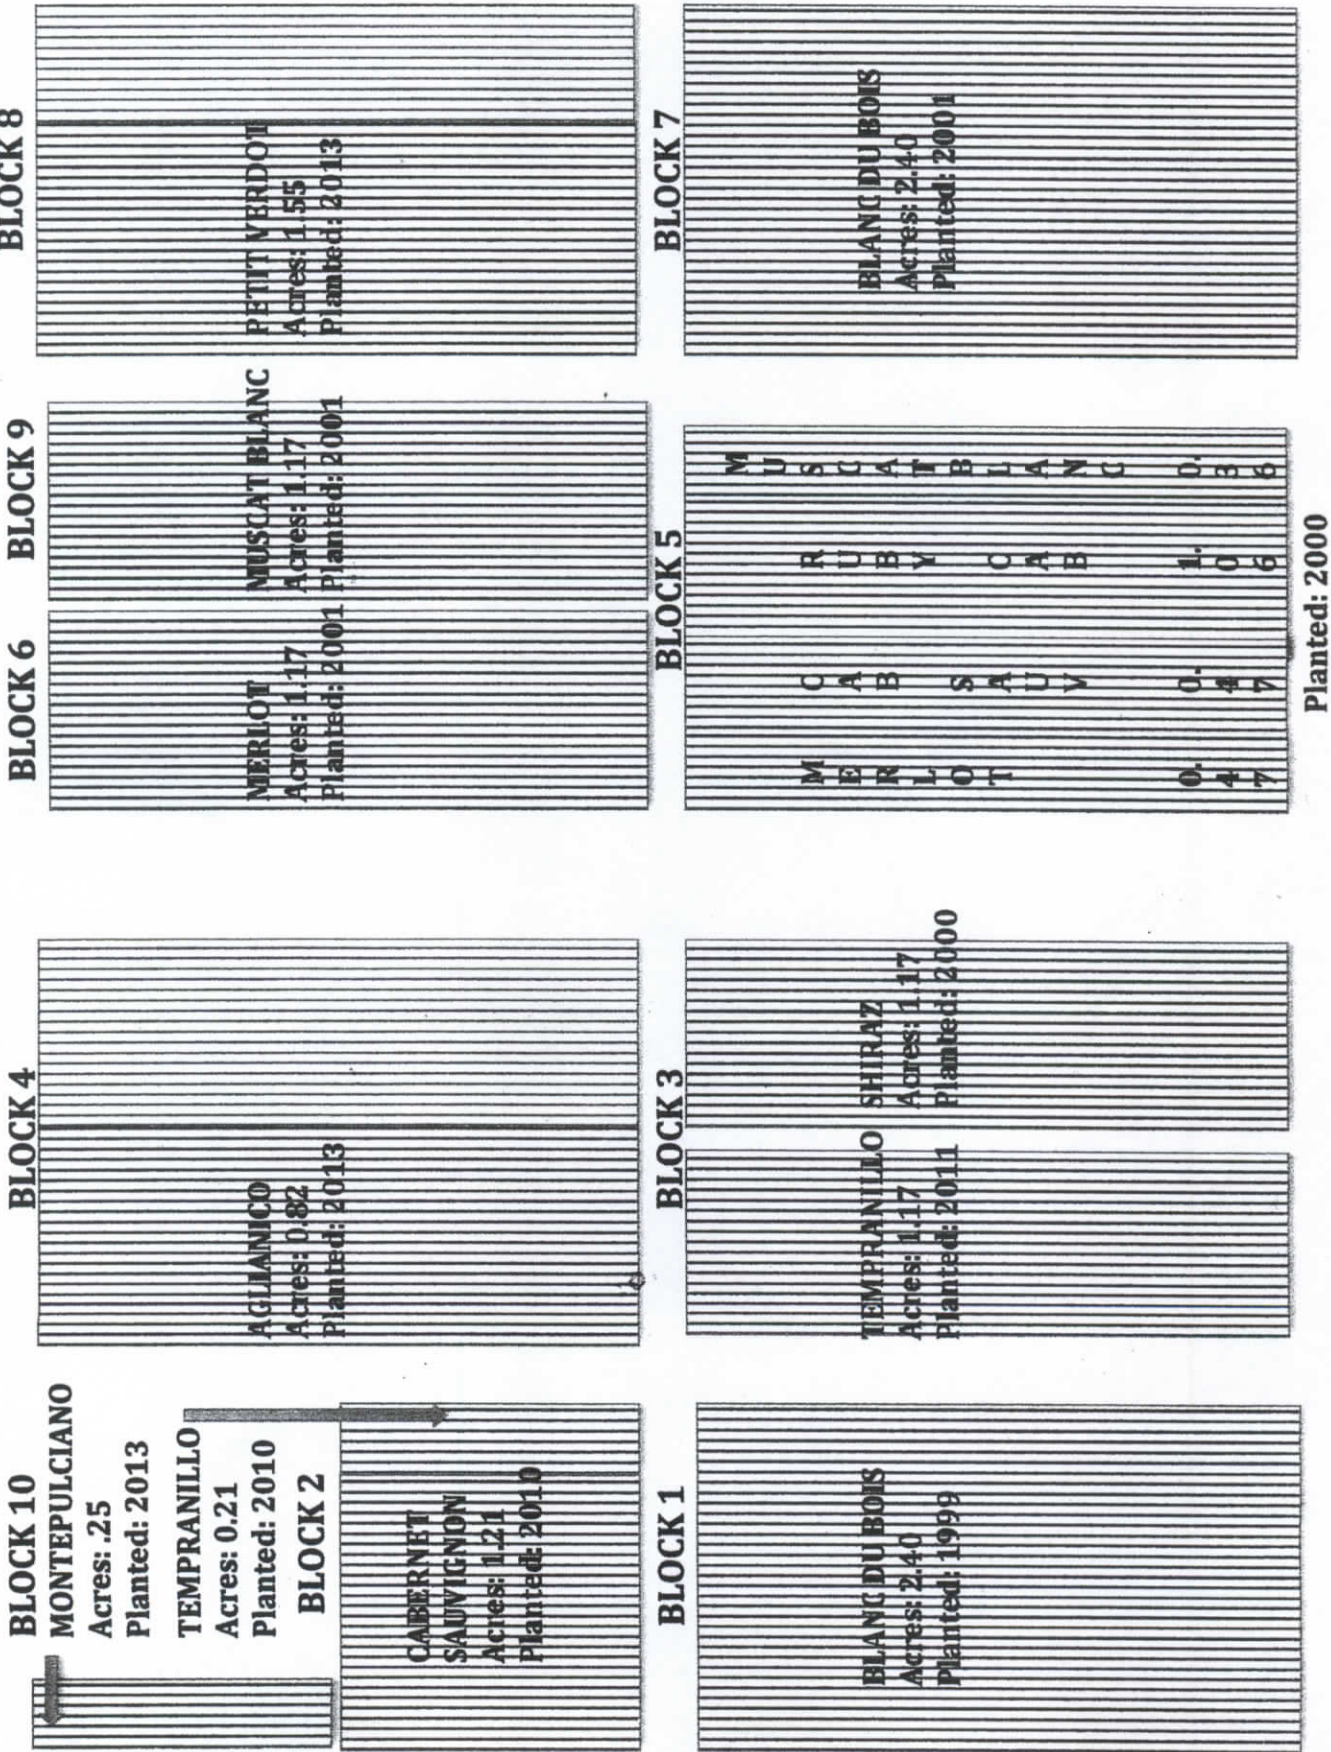 BLOCK 10
MONTEPULCIANO
Acres: .25
Planted: 2013
TEMPRANILLO
Acres: 0.21
Planted: 2010
BLOCK 2
CABERNET
SAUVIGNON
Acres: 1.21
Planted: 2010
BLOCK 4
AGLIANICO
Acres: 0.82
Planted: 2013
BLOCK 6
MERLOT
Acres: 1.17
Planted: 2001
BLOCK 9
MUSCAT BLANC
Acres: 1.17
Planted: 2001
BLOCK 8
PETIT VERDOT
Acres: 1.55
Planted: 2013
BLOCK 1
BLANC DU BOIS
Acres: 2.40
Planted: 1999
BLOCK 3
TEMPRANILLO
Acres: 1.17
Planted: 2011
SHIRAZ
Acres: 1.17
Planted: 2000
BLOCK 5
MERLOT 0.47
CAB SAUV 0.47
RUBY CAB 1.06
MUSCAT BLANC 0.36
Planted: 2000
BLOCK 7
BLANC DU BOIS
Acres: 2.40
Planted: 2001